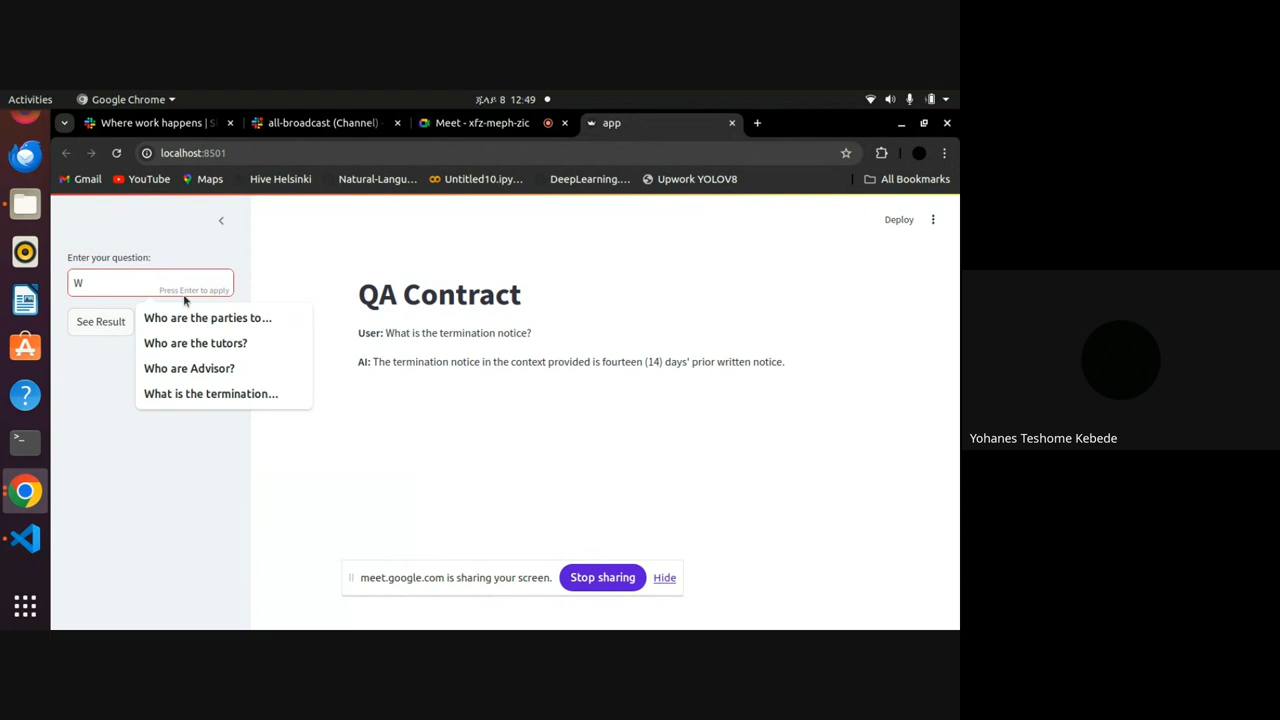 Activities
Google Chrome
ጁላይ 8 12:49
Where work happens | S
all-broadcast (Channel)
Meet - xfz-meph-zic
app
localhost:8501
Gmail
YouTube
Maps
Hive Helsinki
Natural-Langu...
Untitled10.ipy...
DeepLearning....
Upwork YOLOV8
All Bookmarks
Deploy
Enter your question:
W
Press Enter to apply
See Result
Who are the parties to...
Who are the tutors?
Who are Advisor?
What is the termination...
QA Contract
User: What is the termination notice?
AI: The termination notice in the context provided is fourteen (14) days' prior written notice.
meet.google.com is sharing your screen.
Stop sharing
Hide
Yohanes Teshome Kebede